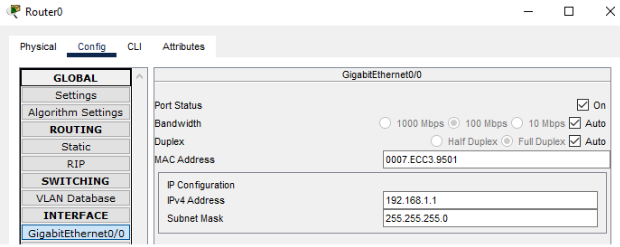 Router0
Physical Config CLI Attributes
GLOBAL
Settings
Algorithm Settings
ROUTING
Static
RIP
SWITCHING
VLAN Database
INTERFACE
GigabitEthernet0/0
GigabitEthernet0/0
Port Status On
Bandwidth 1000 Mbps 100 Mbps 10 Mbps Auto
Duplex Half Duplex Full Duplex Auto
MAC Address 0007.ECC3.9501
IP Configuration
IPv4 Address 192.168.1.1
Subnet Mask 255.255.255.0